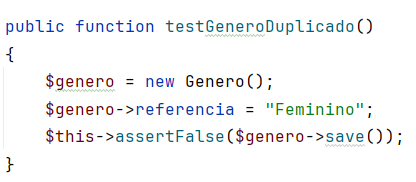 public function testGeneroDuplicado()
{
    $genero = new Genero();
    $genero->referencia = "Feminino";
    $this->assertFalse($genero->save());
}